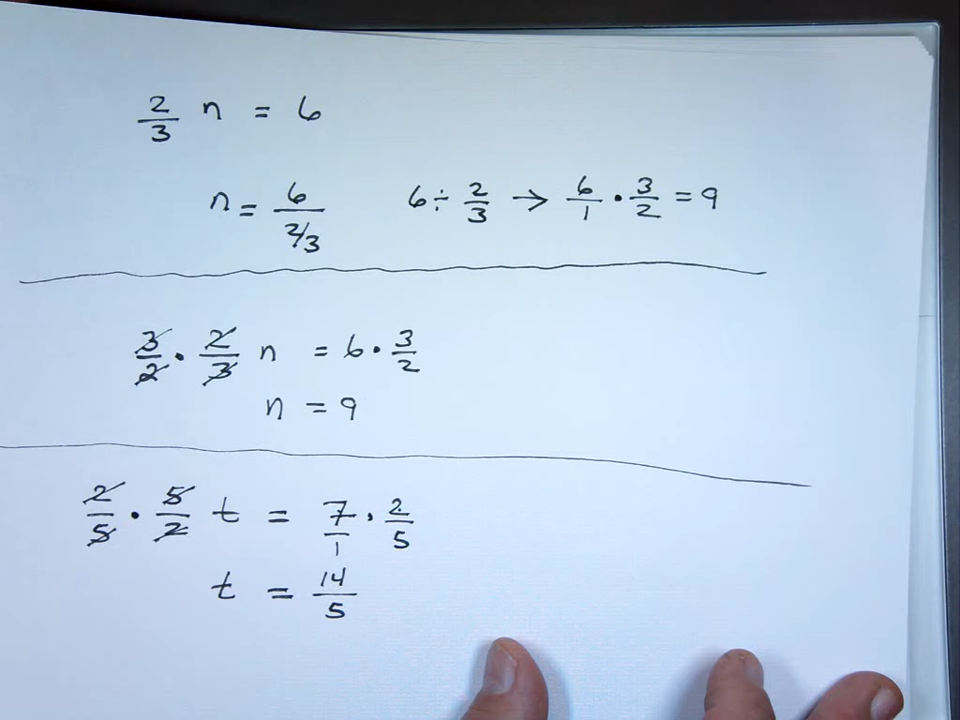 2/3 n = 6
n = 6/(2/3) 6 ÷ 2/3 → 6/1 · 3/2 = 9
3/2 · 2/3 n = 6 · 3/2
n = 9
2/5 · 5/2 t = 7/1 · 2/5
t = 14/5